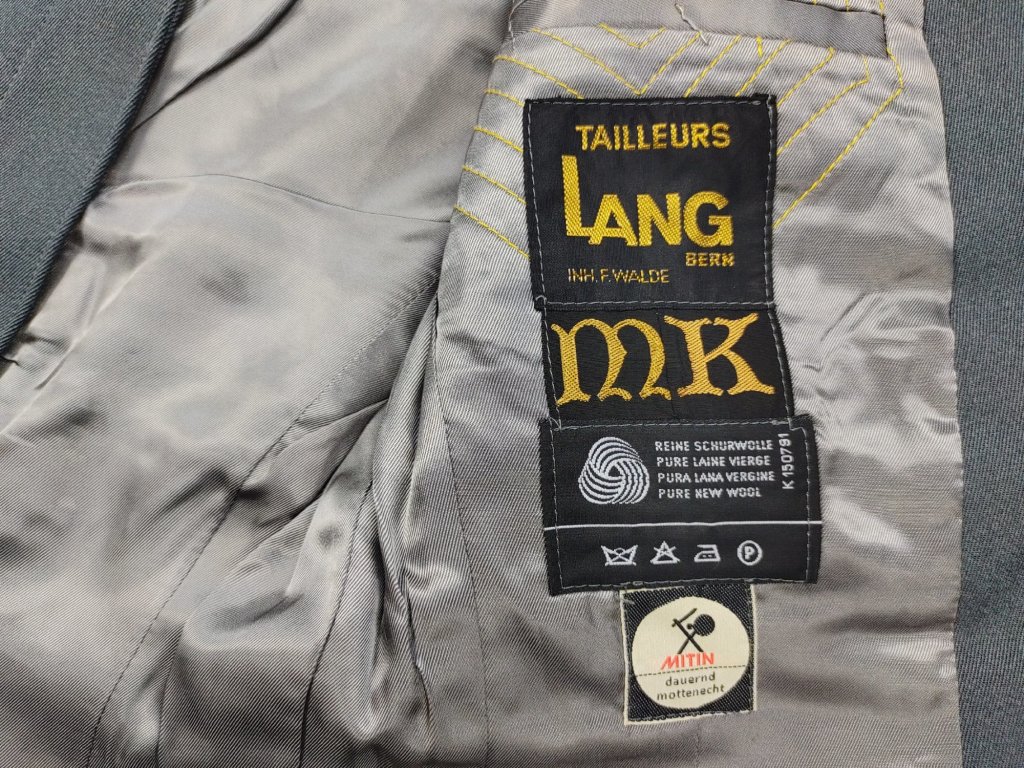 TAILLEURS
LANG
BERN
INH. F. WALDE
MK
REINE SCHURWOLLE
PURE LAINE VIERGE
PURA LANA VERGINE
PURE NEW WOOL
K 150791
P
MITIN
dauernd
mottenecht